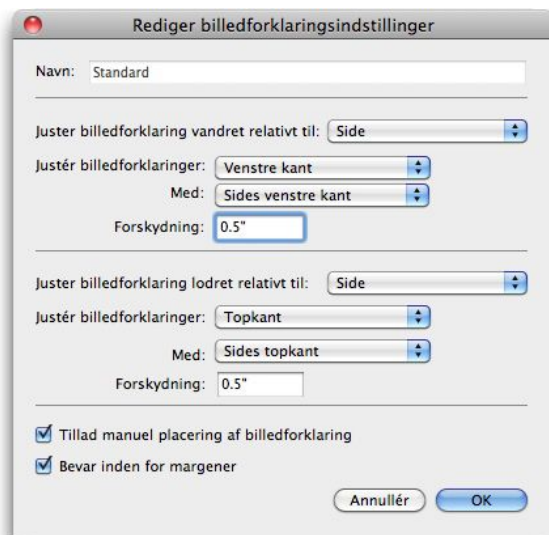 Rediger billedforklaringsindstillinger
Navn: Standard
Juster billedforklaring vandret relativt til: Side
Justér billedforklaringer: Venstre kant
Med: Sides venstre kant
Forskydning: 0.5"
Juster billedforklaring lodret relativt til: Side
Justér billedforklaringer: Topkant
Med: Sides topkant
Forskydning: 0.5"
Tillad manuel placering af billedforklaring
Bevar inden for margener
Annullér OK